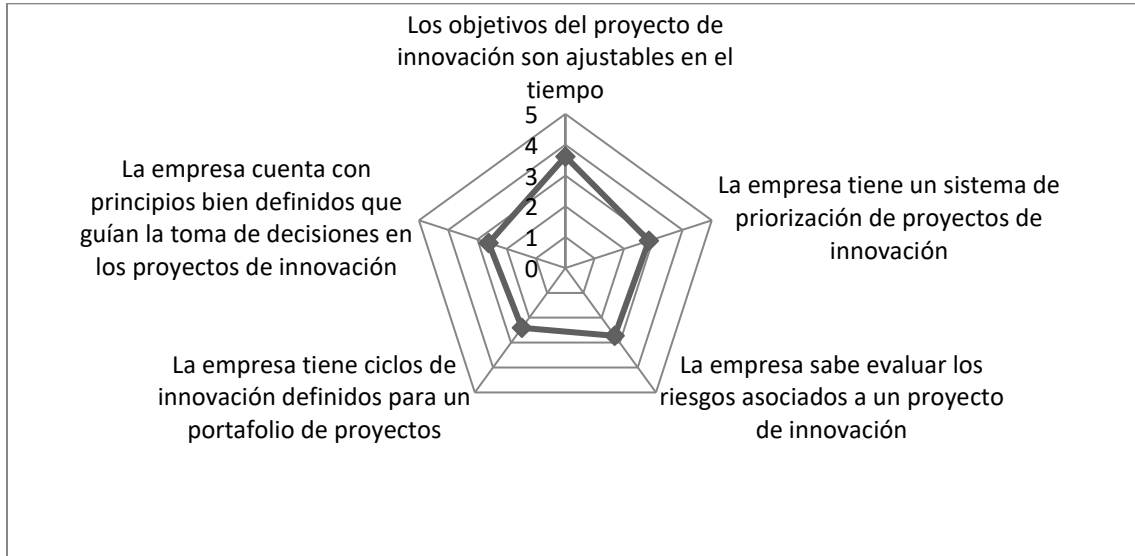 Los objetivos del proyecto de
innovación son ajustables en el
tiempo
5
4
3
2
1
0
La empresa tiene un sistema de
priorización de proyectos de
innovación
La empresa sabe evaluar los
riesgos asociados a un proyecto
de innovación
La empresa tiene ciclos de
innovación definidos para un
portafolio de proyectos
La empresa cuenta con
principios bien definidos que
guían la toma de decisiones en
los proyectos de innovación